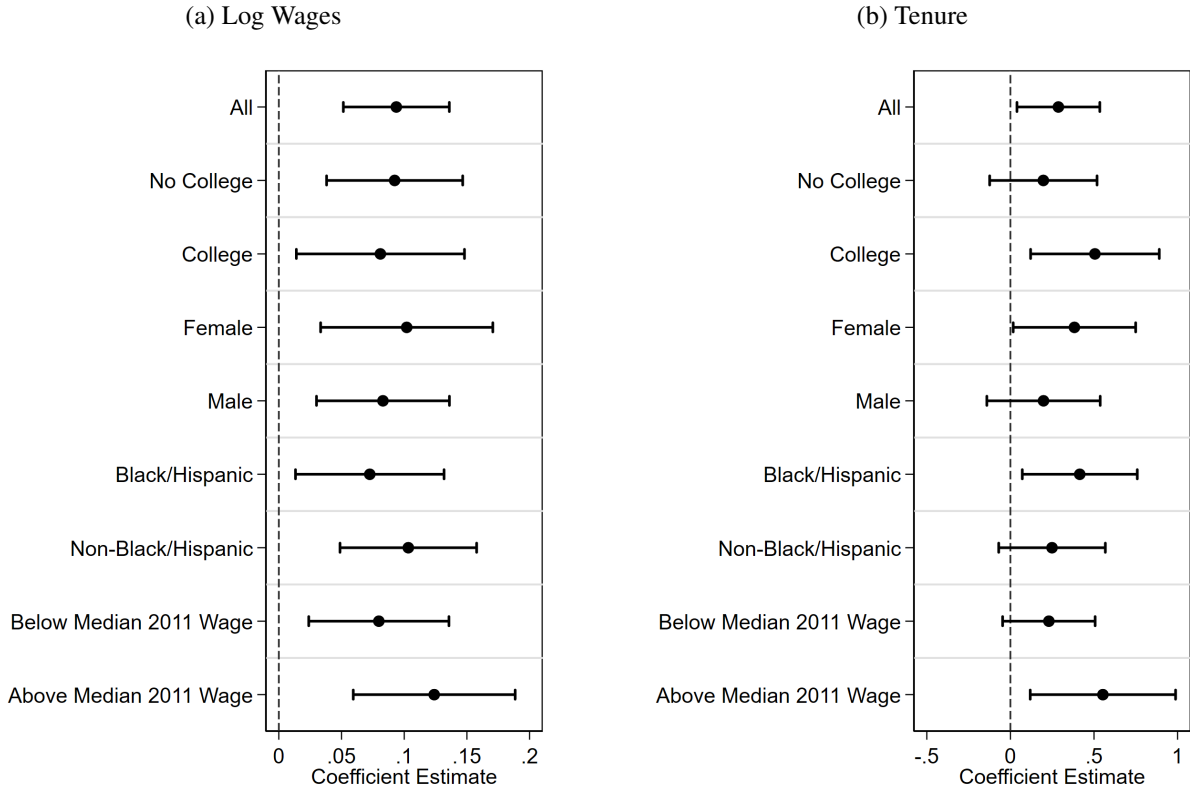 (a) Log Wages
All
No College
College
Female
Male
Black/Hispanic
Non-Black/Hispanic
Below Median 2011 Wage
Above Median 2011 Wage
0 .05 .1 .15 .2
Coefficient Estimate
(b) Tenure
All
No College
College
Female
Male
Black/Hispanic
Non-Black/Hispanic
Below Median 2011 Wage
Above Median 2011 Wage
-.5 0 .5 1
Coefficient Estimate